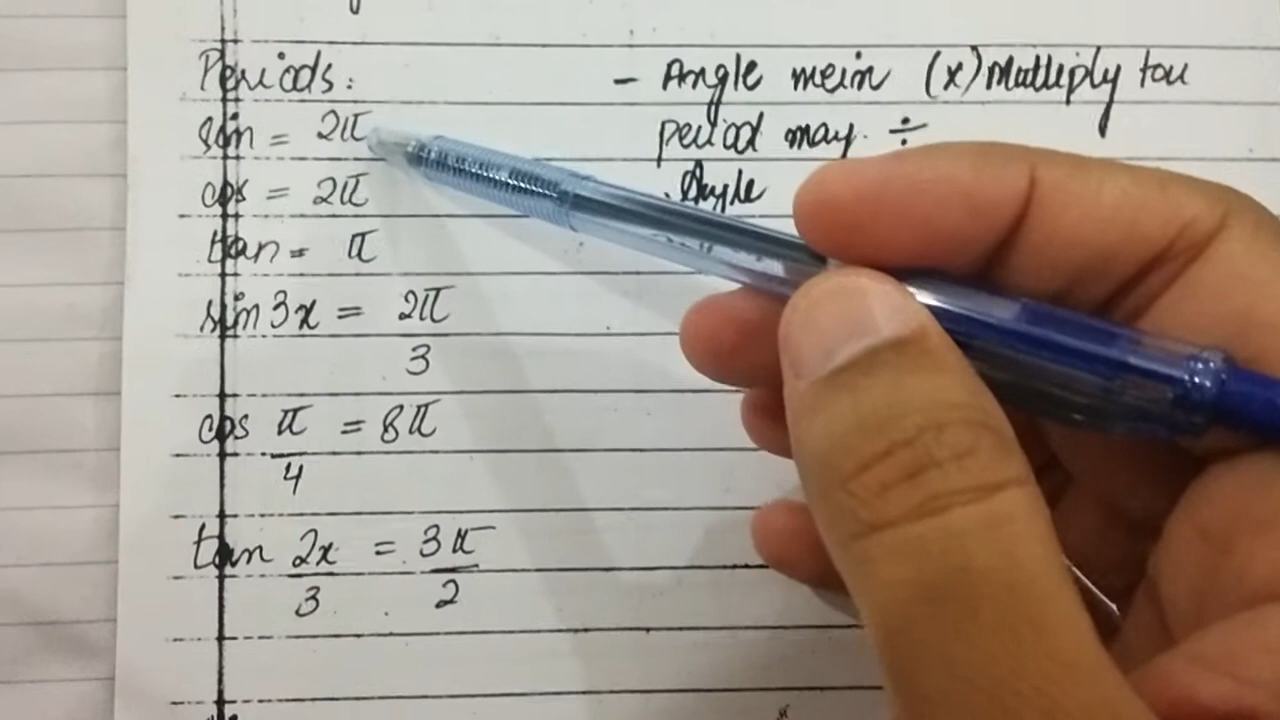 Periods:
sin = 2π
cos = 2π
tan = π
sin 3x = 2π/3
cos π/4 = 8π
tan 2x/3 = 3π/2
- Angle mein (x) Multiply tou
period may ÷
. Angle